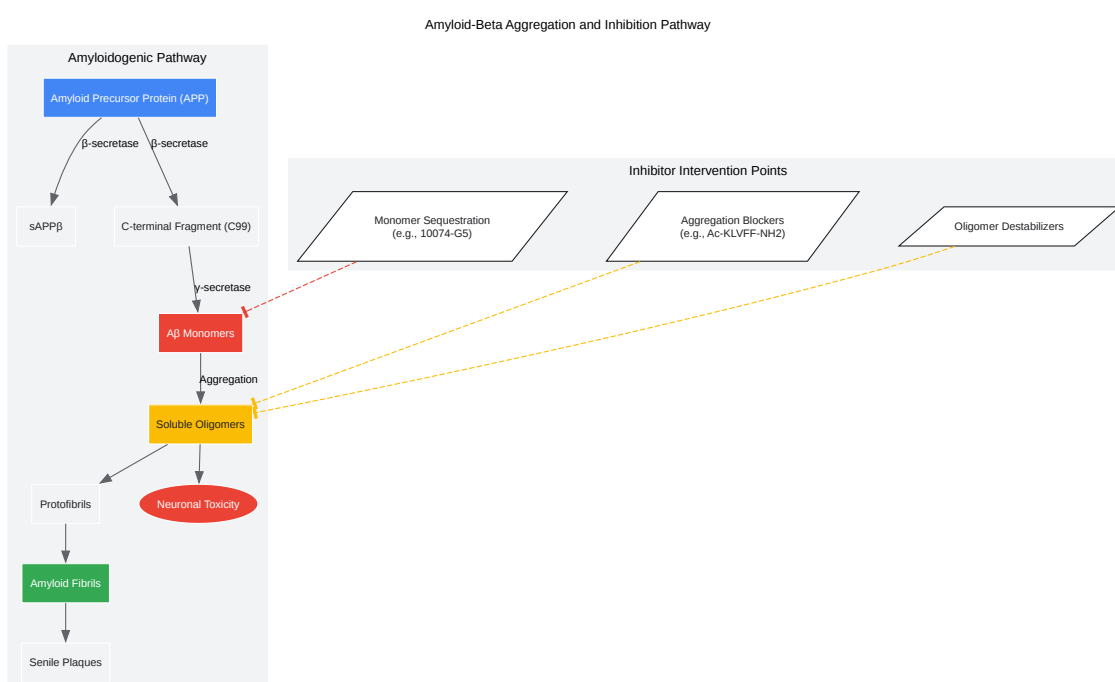 Amyloid-Beta Aggregation and Inhibition Pathway
Amyloidogenic Pathway
Amyloid Precursor Protein (APP)
β-secretase
β-secretase
sAPPβ
C-terminal Fragment (C99)
γ-secretase
Aβ Monomers
Aggregation
Soluble Oligomers
Protofibrils
Neuronal Toxicity
Amyloid Fibrils
Senile Plaques
Inhibitor Intervention Points
Monomer Sequestration
(e.g., 10074-G5)
Aggregation Blockers
(e.g., Ac-KLVFF-NH2)
Oligomer Destabilizers